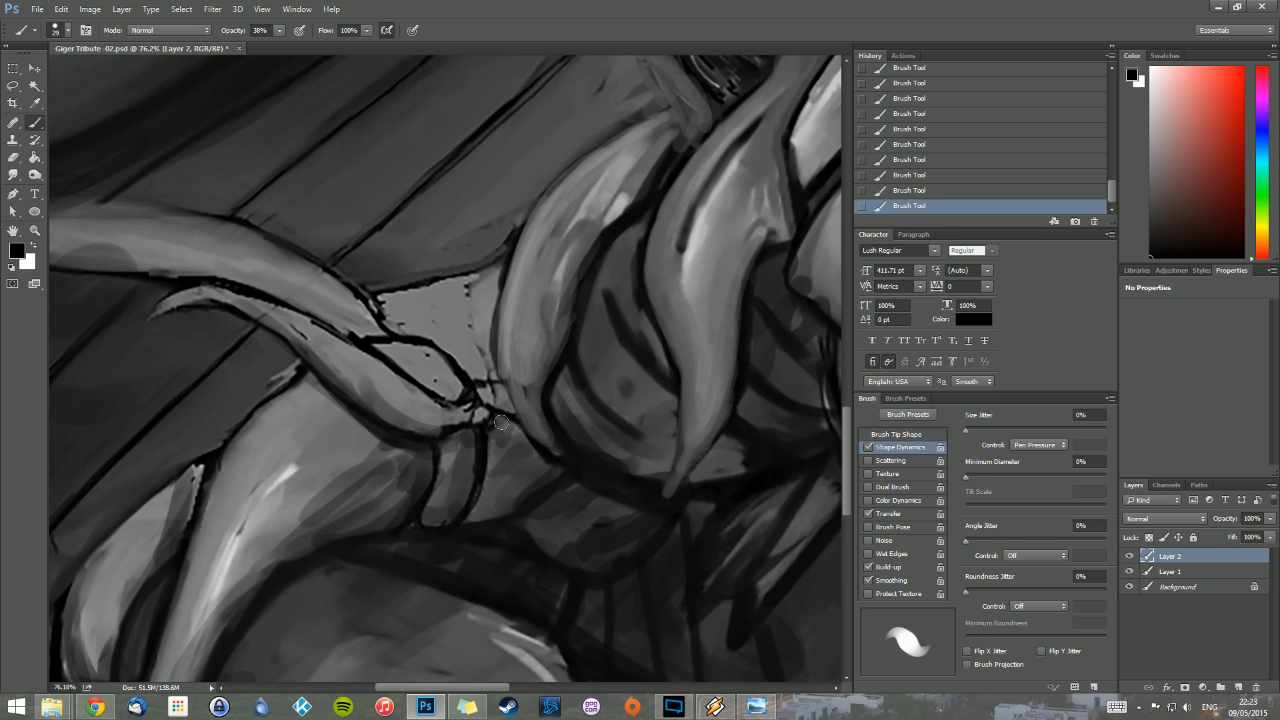 Ps File Edit Image Layer Type Select Filter 3D View Window Help
29 Mode: Normal Opacity: 38% Flow: 100% Essentials
Giger Tribute -02.psd @ 76.2% (Layer 2, RGB/8#) * ×
History Actions
Brush Tool
Brush Tool
Brush Tool
Brush Tool
Brush Tool
Brush Tool
Brush Tool
Brush Tool
Brush Tool
Brush Tool
Color Swatches
Character Paragraph
Lush Regular Regular
411.71 pt (Auto)
Metrics 0
100% 100%
0 pt Color:
English: USA Smooth
Libraries Adjustmen Styles Properties
No Properties
Brush Brush Presets
Brush Presets Size Jitter 0%
Brush Tip Shape
Shape Dynamics Control: Pen Pressure
Scattering Minimum Diameter 0%
Texture
Dual Brush Tilt Scale
Color Dynamics
Transfer
Brush Pose Angle Jitter 0%
Noise
Wet Edges Control: Off
Build-up
Smoothing Roundness Jitter 0%
Protect Texture
Control: Off
Minimum Roundness
Flip X Jitter Flip Y Jitter
Brush Projection
Layers Channels Paths
Kind
Normal Opacity: 100%
Lock: Fill: 100%
Layer 2
Layer 1
Background
76.18% Doc: 51.5M/138.6M
Ps gog.com ENG 22:23
09/05/2015